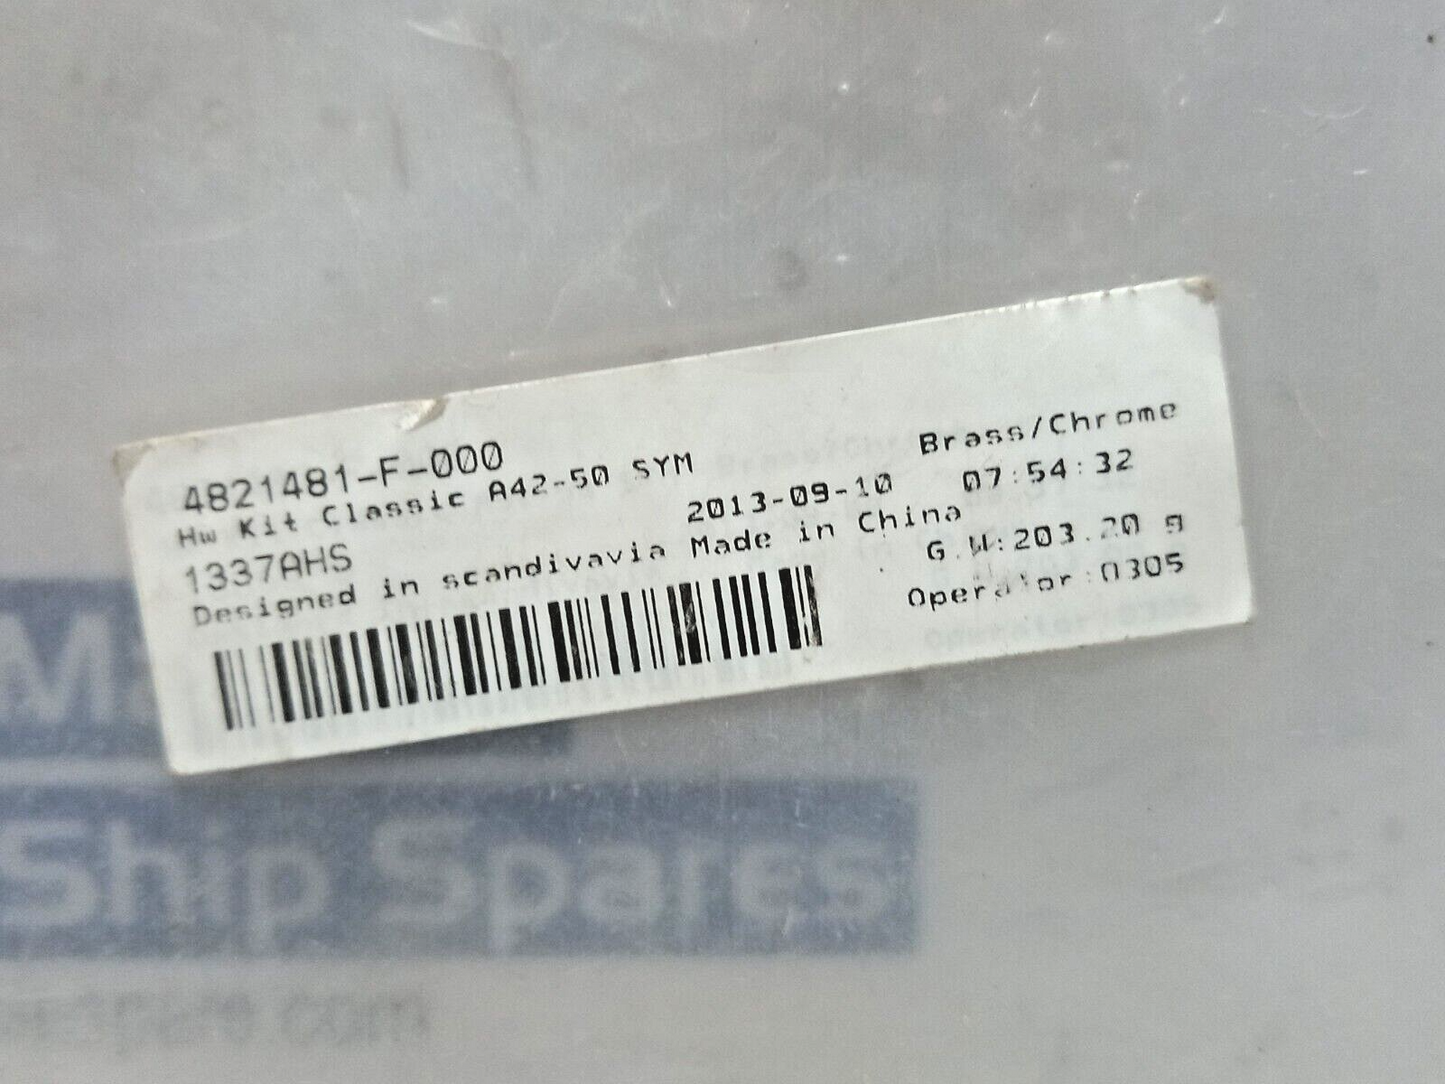 4821481-F-000 Brass/Chrome
Hw Kit Classic A42-50 SYM
1337AHS 2013-09-10 07:54:32
Designed in scandivavia Made in China
G.W:203.20 g
Operator:0305
Ship Spares